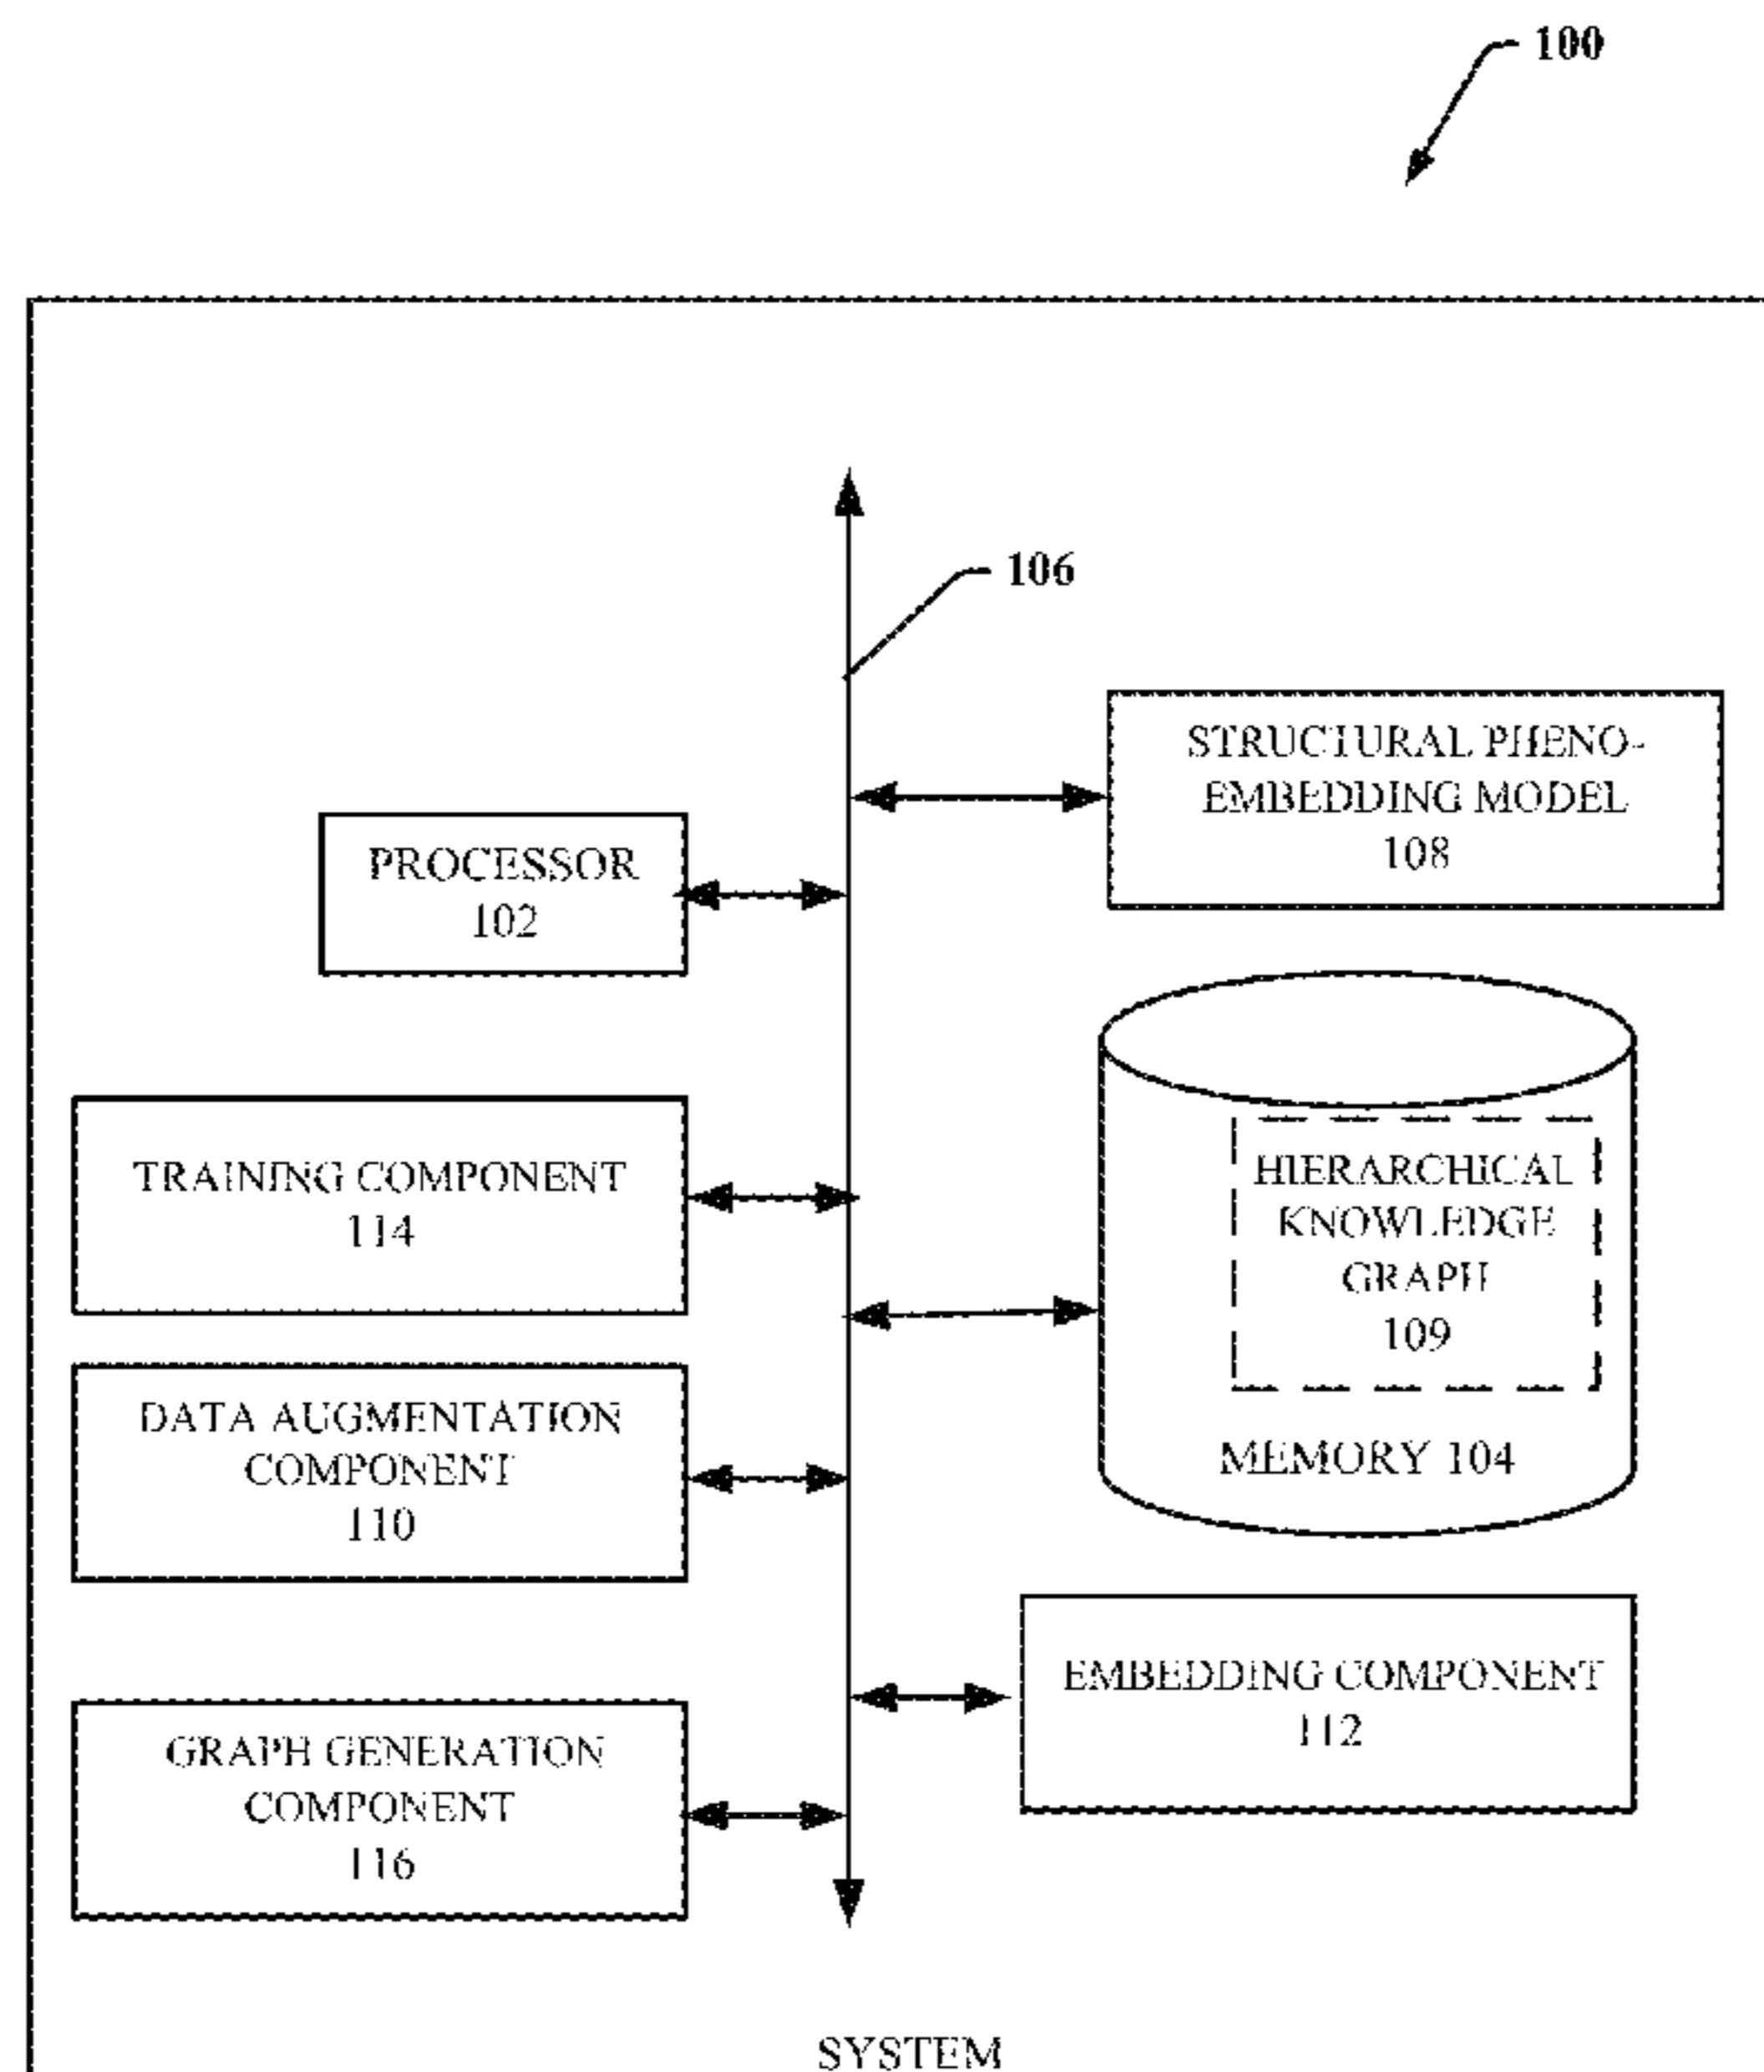 100
106
STRUCTURAL PHENO-
EMBEDDING MODEL
108
PROCESSOR
102
TRAINING COMPONENT
114
HIERARCHICAL
KNOWLEDGE
GRAPH
109
MEMORY 104
DATA AUGMENTATION
COMPONENT
110
EMBEDDING COMPONENT
112
GRAPH GENERATION
COMPONENT
116
SYSTEM